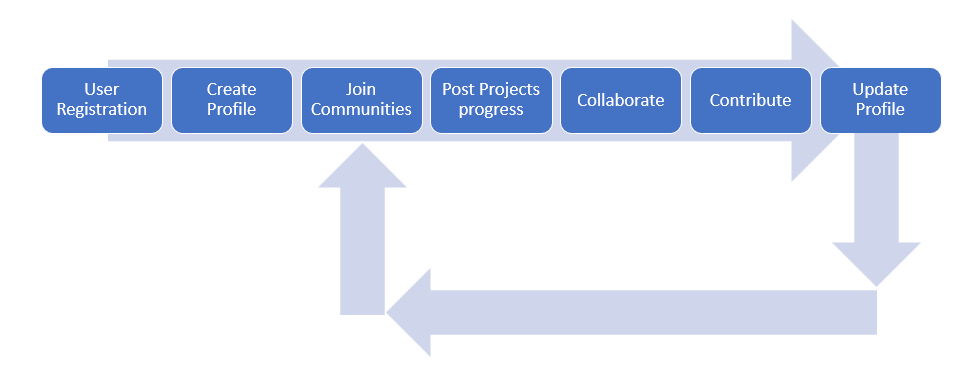 User
Registration
Create
Profile
Join
Communities
Post Projects
progress
Collaborate
Contribute
Update
Profile